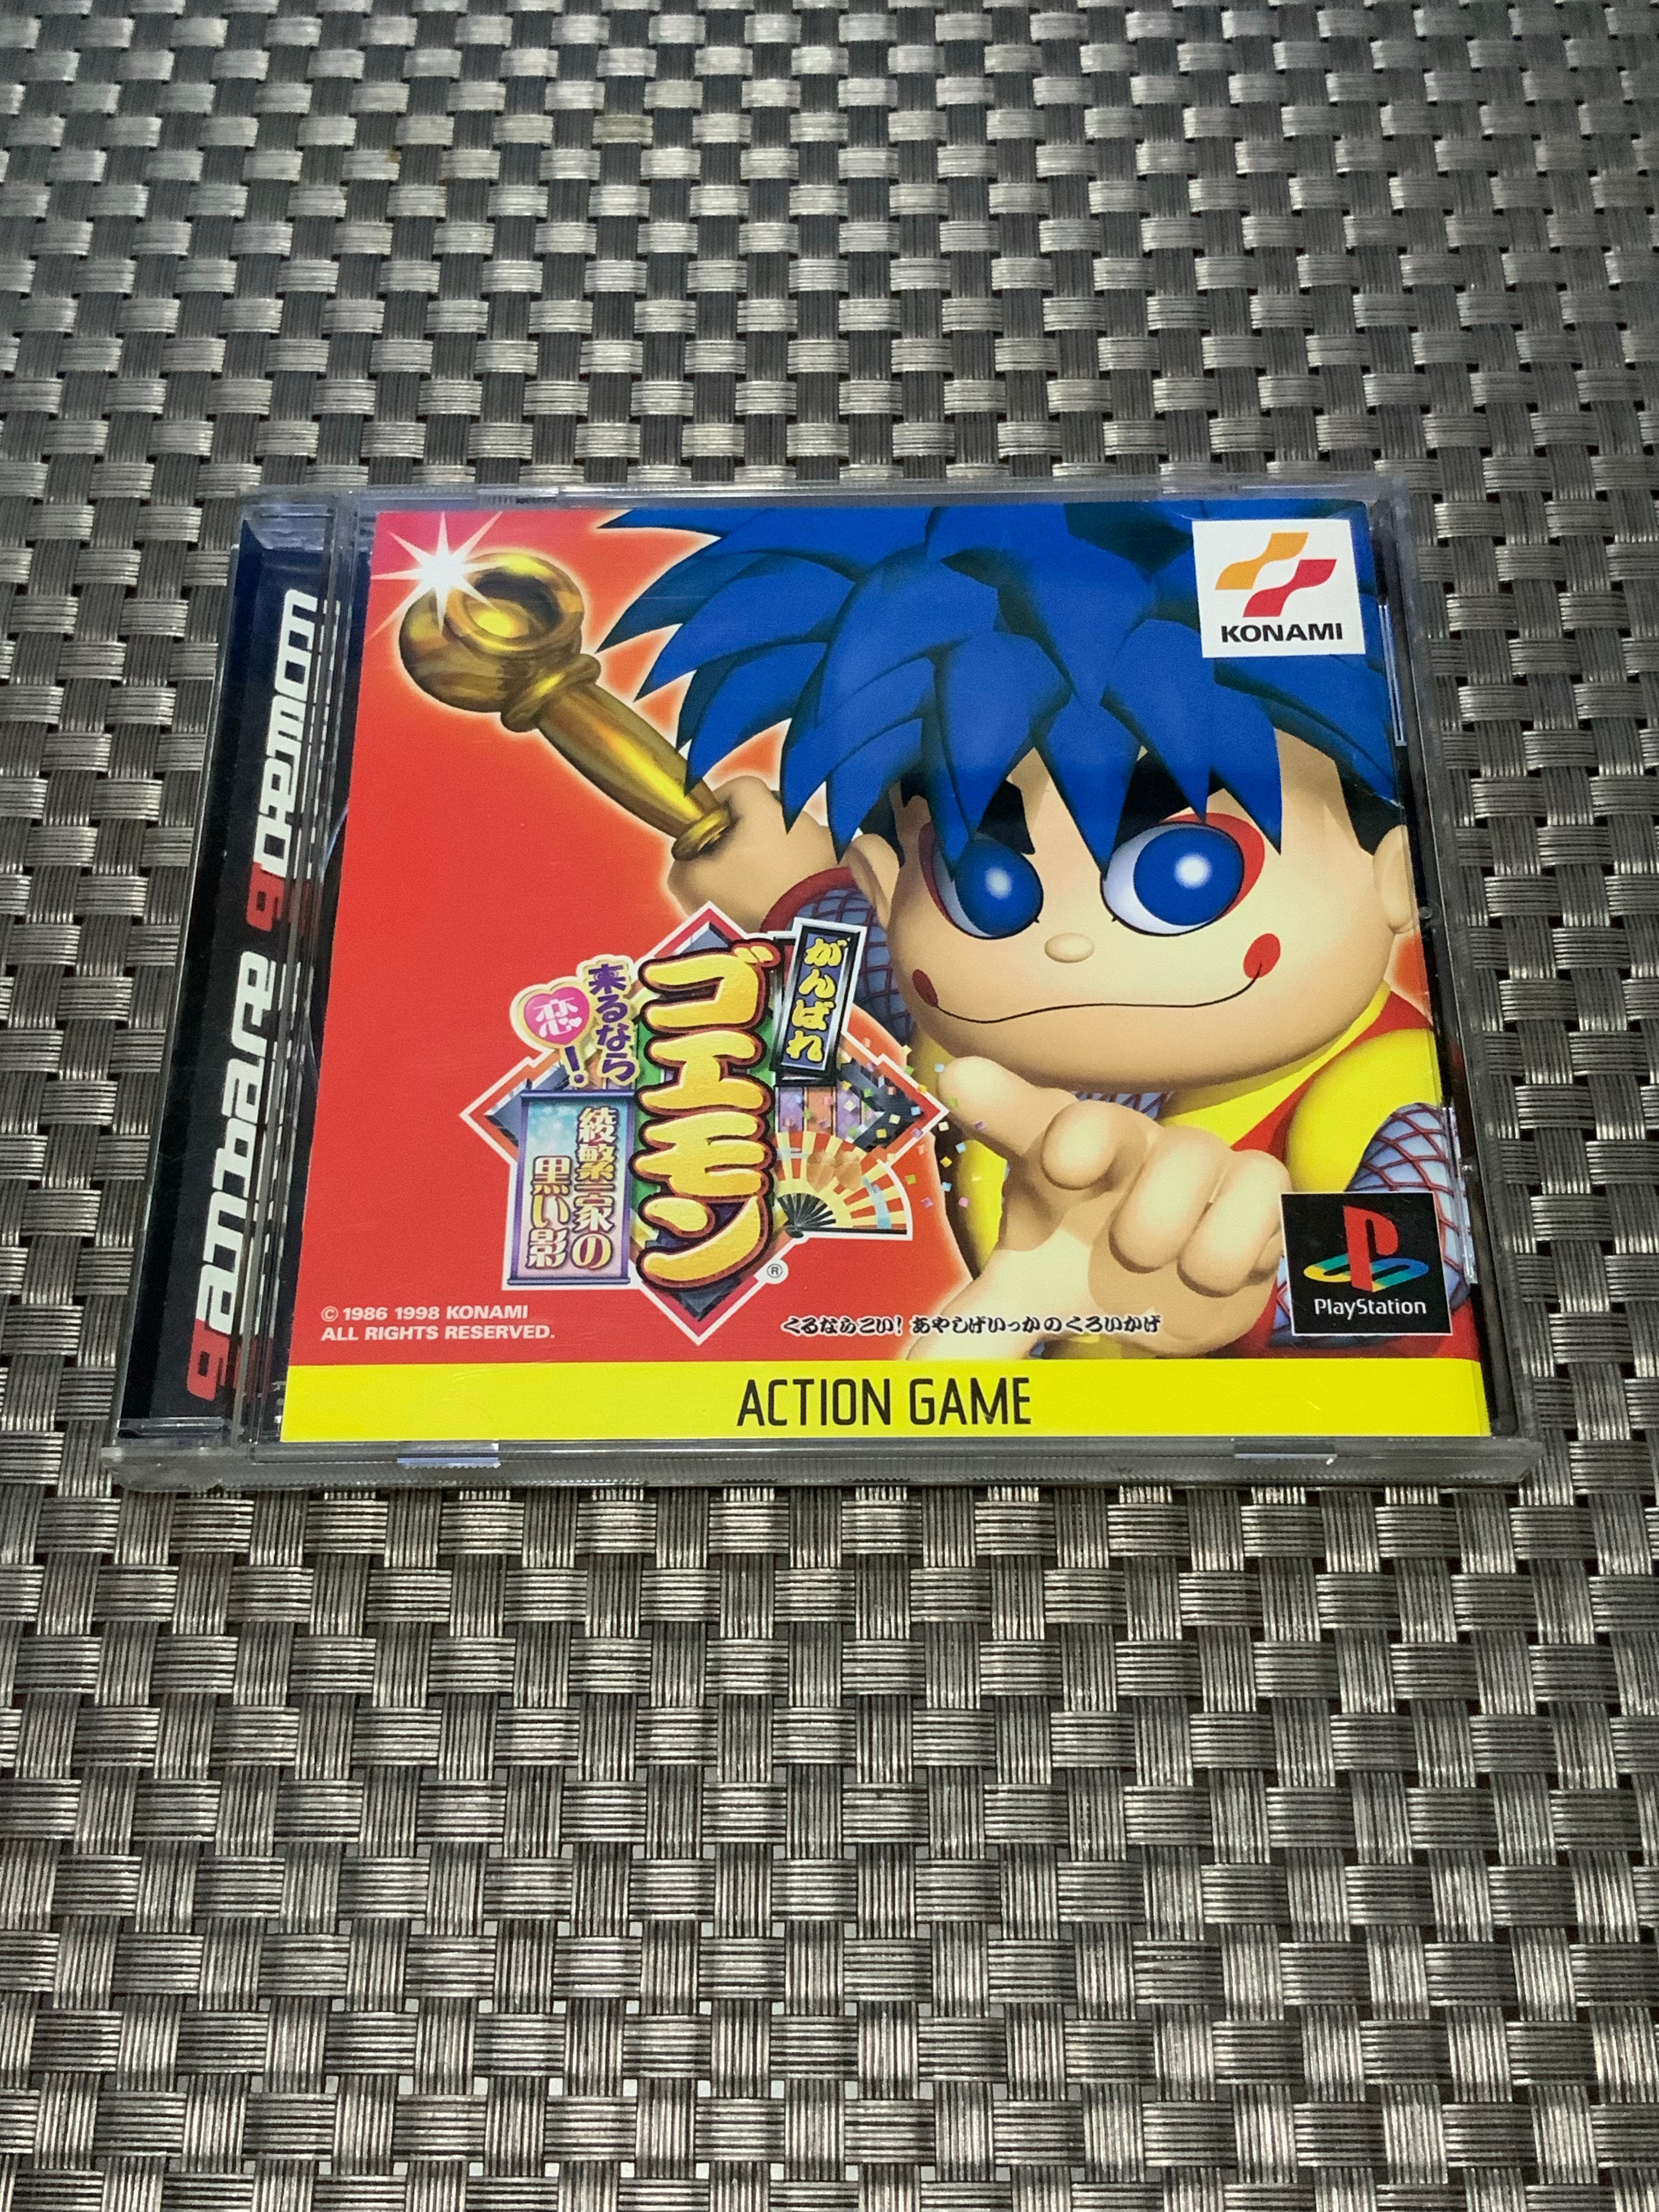 KONAMI
がんばれ
ゴエモン
来るなら
恋!
綾繁一家の
黒い影
®
© 1986 1998 KONAMI
ALL RIGHTS RESERVED.
くるならこい! あやしげいっかのくろいかげ
PlayStation
ACTION GAME